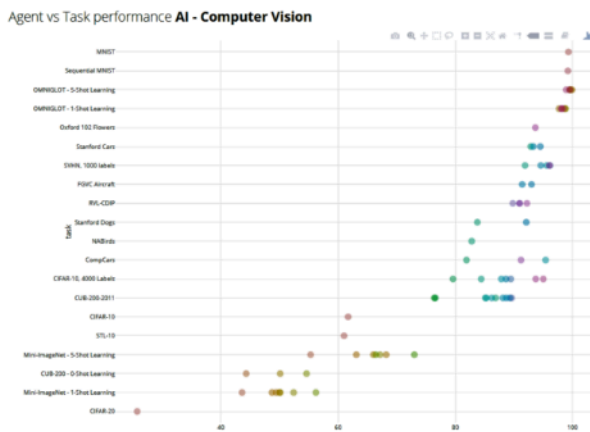 Agent vs Task performance AI - Computer Vision
MNIST
Sequential MNIST
OMNIGLOT - 5-Shot Learning
OMNIGLOT - 1-Shot Learning
Oxford 102 Flowers
Stanford Cars
SVHN, 1000 labels
FGVC Aircraft
RVL-CDIP
Stanford Dogs
task
NABirds
CompCars
CIFAR-10, 4000 Labels
CUB-200-2011
CIFAR-10
STL-10
Mini-ImageNet - 5-Shot Learning
CUB-200 - 0-Shot Learning
Mini-ImageNet - 1-Shot Learning
CIFAR-20
40 60 80 100